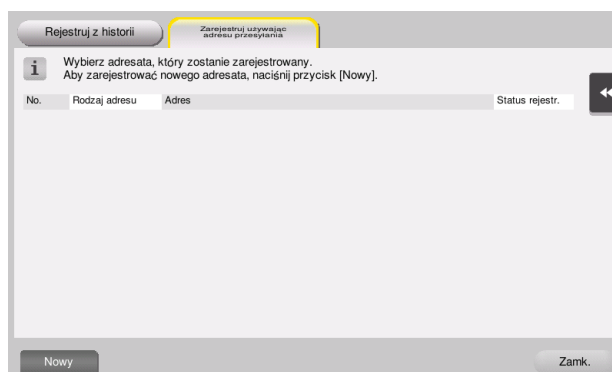 Rejestruj z historii
Zarejestruj używając
adresu przesyłania
Wybierz adresata, który zostanie zarejestrowany.
Aby zarejestrować nowego adresata, naciśnij przycisk [Nowy].
No. Rodzaj adresu Adres Status rejestr.
Nowy Zamk.